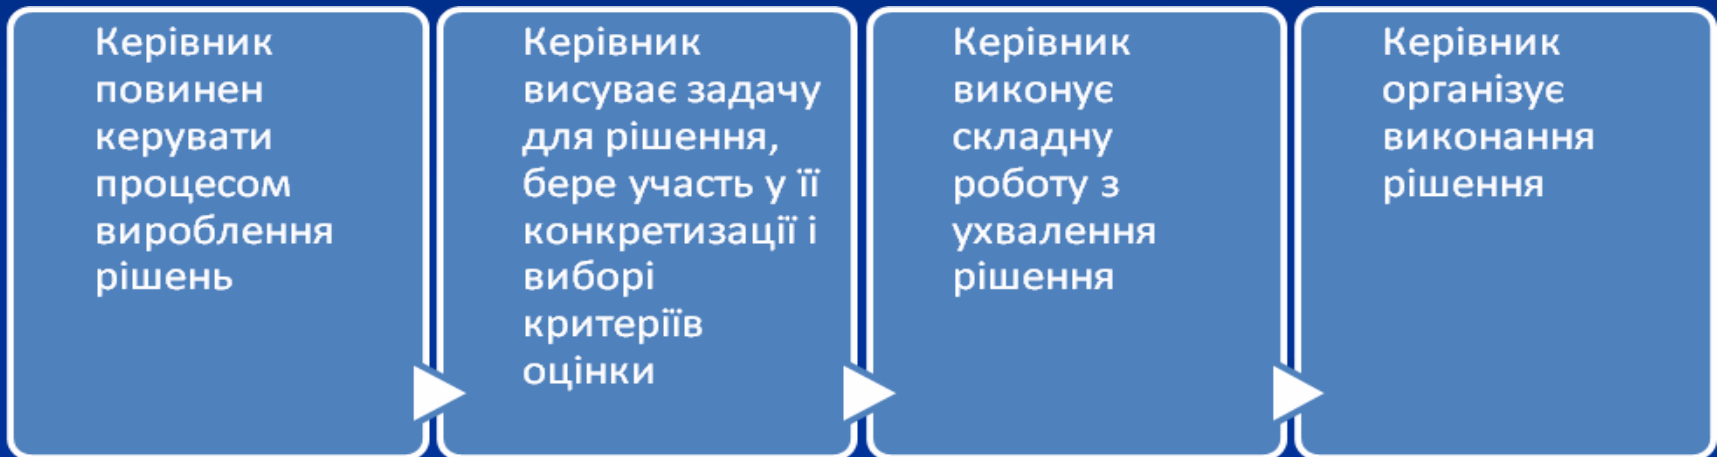 Керівник
повинен
керувати
процесом
вироблення
рішень
Керівник
висуває задачу
для рішення,
бере участь у її
конкретизації і
виборі
критеріїв
оцінки
Керівник
виконує
складну
роботу з
ухвалення
рішення
Керівник
організує
виконання
рішення